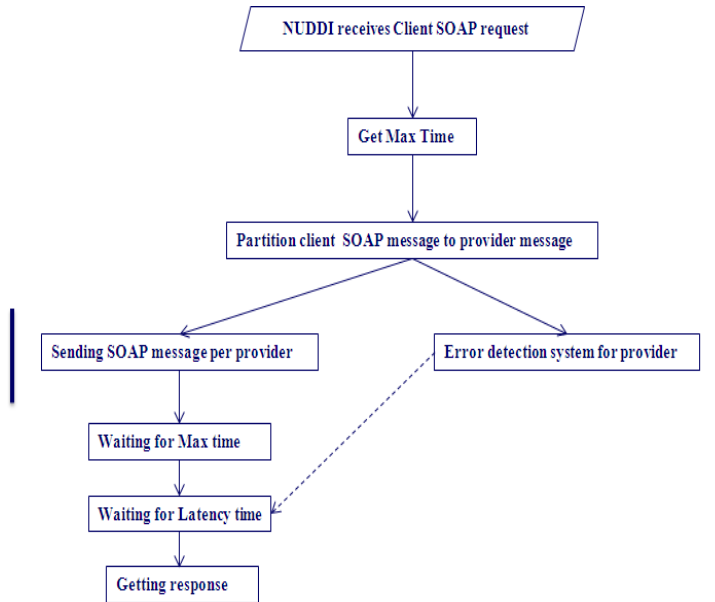 NUDDI receives Client SOAP request
Get Max Time
Partition client SOAP message to provider message
Sending SOAP message per provider
Error detection system for provider
Waiting for Max time
Waiting for Latency time
Getting response